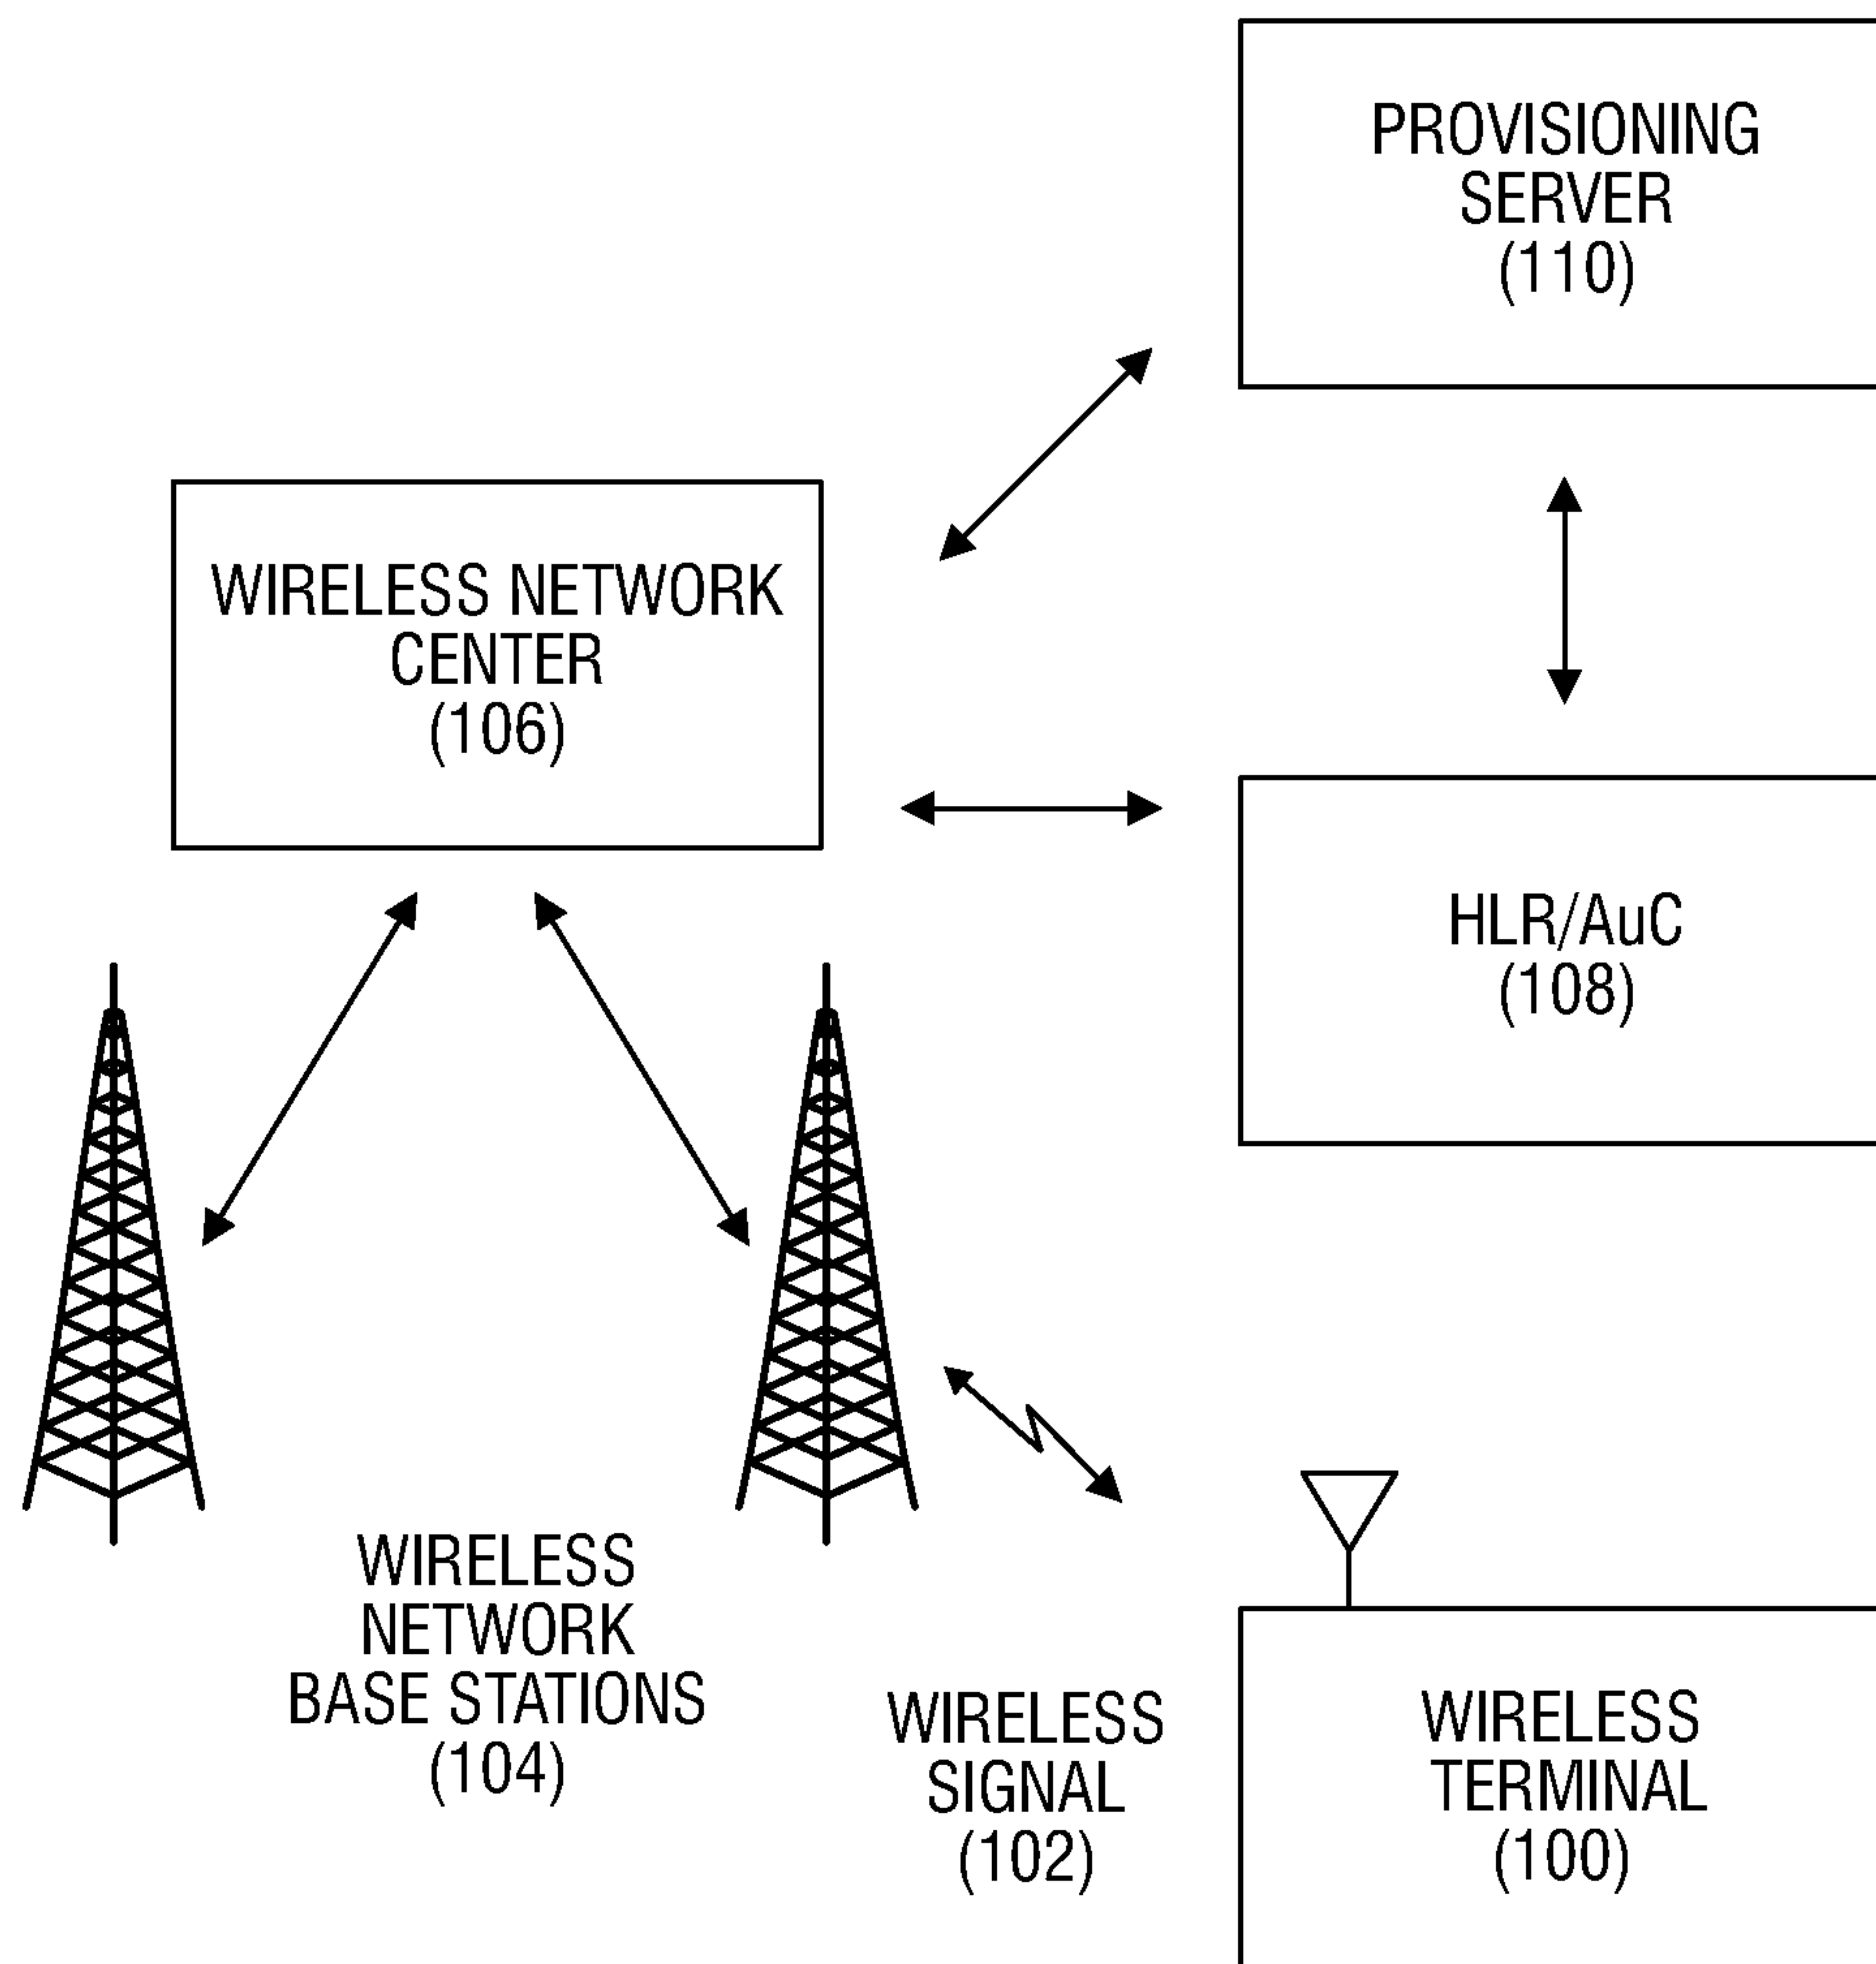 PROVISIONING
SERVER
(110)
WIRELESS NETWORK
CENTER
(106)
HLR/AuC
(108)
WIRELESS
NETWORK
BASE STATIONS
(104)
WIRELESS
SIGNAL
(102)
WIRELESS
TERMINAL
(100)